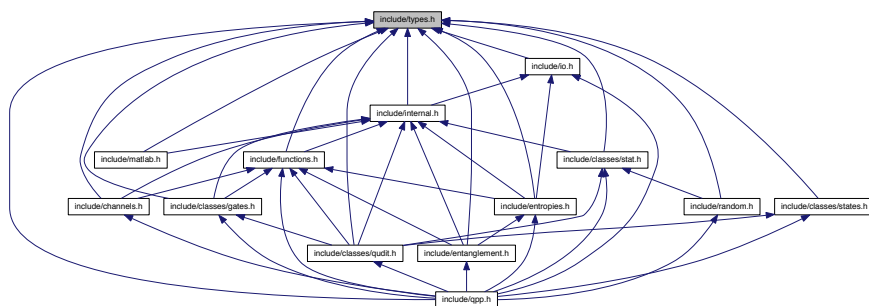 include/types.h
include/io.h
include/internal.h
include/matlab.h
include/functions.h
include/classes/stat.h
include/channels.h
include/classes/gates.h
include/entropies.h
include/random.h
include/classes/states.h
include/classes/qudit.h
include/entanglement.h
include/qpp.h